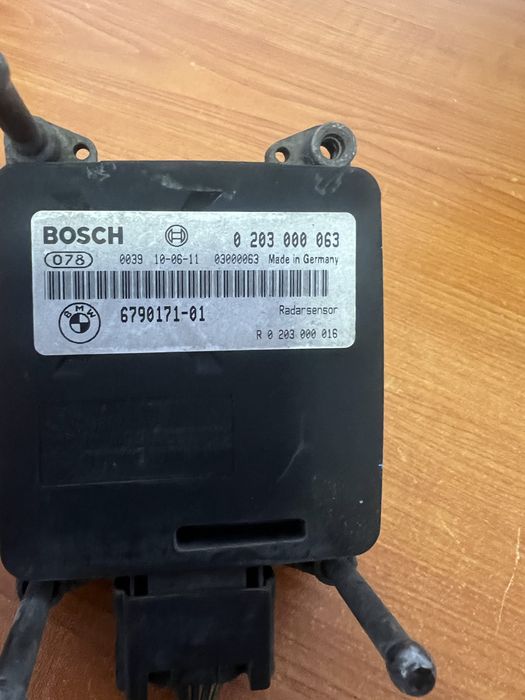 BOSCH 0 203 000 063
078 0039 10-06-11 03000063 Made in Germany
BMW 6790171-01 Radarsensor
R 0 203 000 016